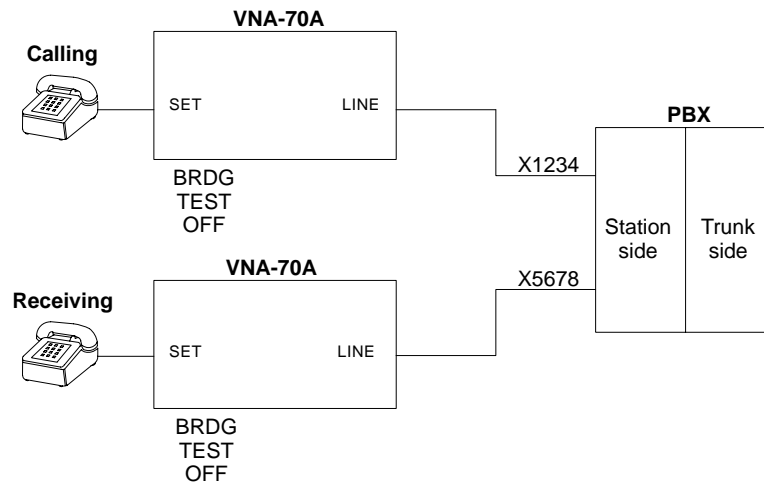 VNA-70A
Calling
SET LINE
PBX
X1234
BRDG
TEST
OFF
Station
side
Trunk
side
VNA-70A
X5678
Receiving
SET LINE
BRDG
TEST
OFF